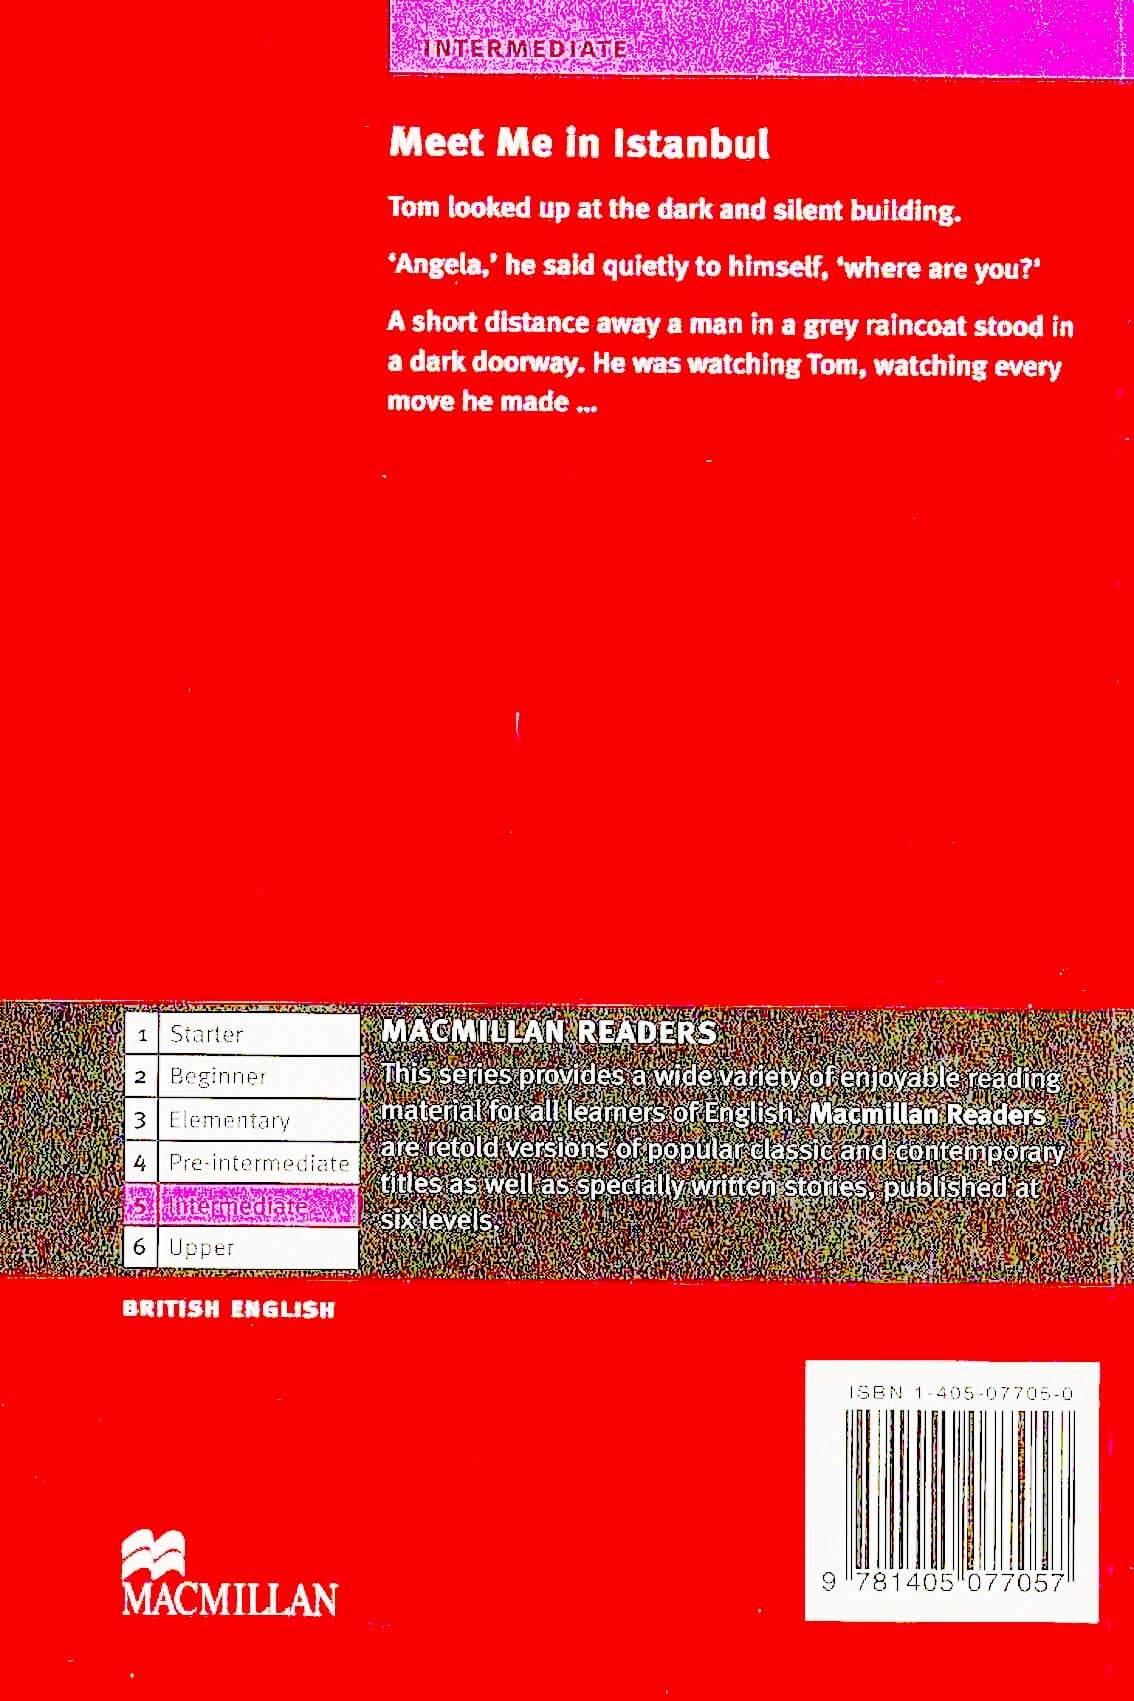 INTERMEDIATE
Meet Me in Istanbul
Tom looked up at the dark and silent building.
‘Angela,’ he said quietly to himself, ‘where are you?’
A short distance away a man in a grey raincoat stood in
a dark doorway. He was watching Tom, watching every
move he made ...
1 Starter
2 Beginner
3 Elementary
4 Pre-intermediate
5 Intermediate
6 Upper
MACMILLAN READERS
This series provides a wide variety of enjoyable reading
material for all learners of English. Macmillan Readers
are retold versions of popular classic and contemporary
titles as well as specially written stories, published at
six levels.
BRITISH ENGLISH
ISBN 1-405-07705-0
9 781405 077057
MACMILLAN